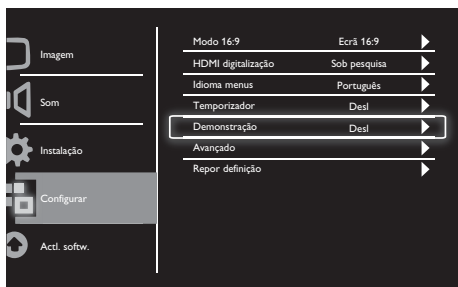 Imagem
Som
Instalação
Configurar
Actl. softw.
Modo 16:9 Ecrã 16:9
HDMI digitalização Sob pesquisa
Idioma menus Português
Temporizador Desl
Demonstração Desl
Avançado
Repor definição